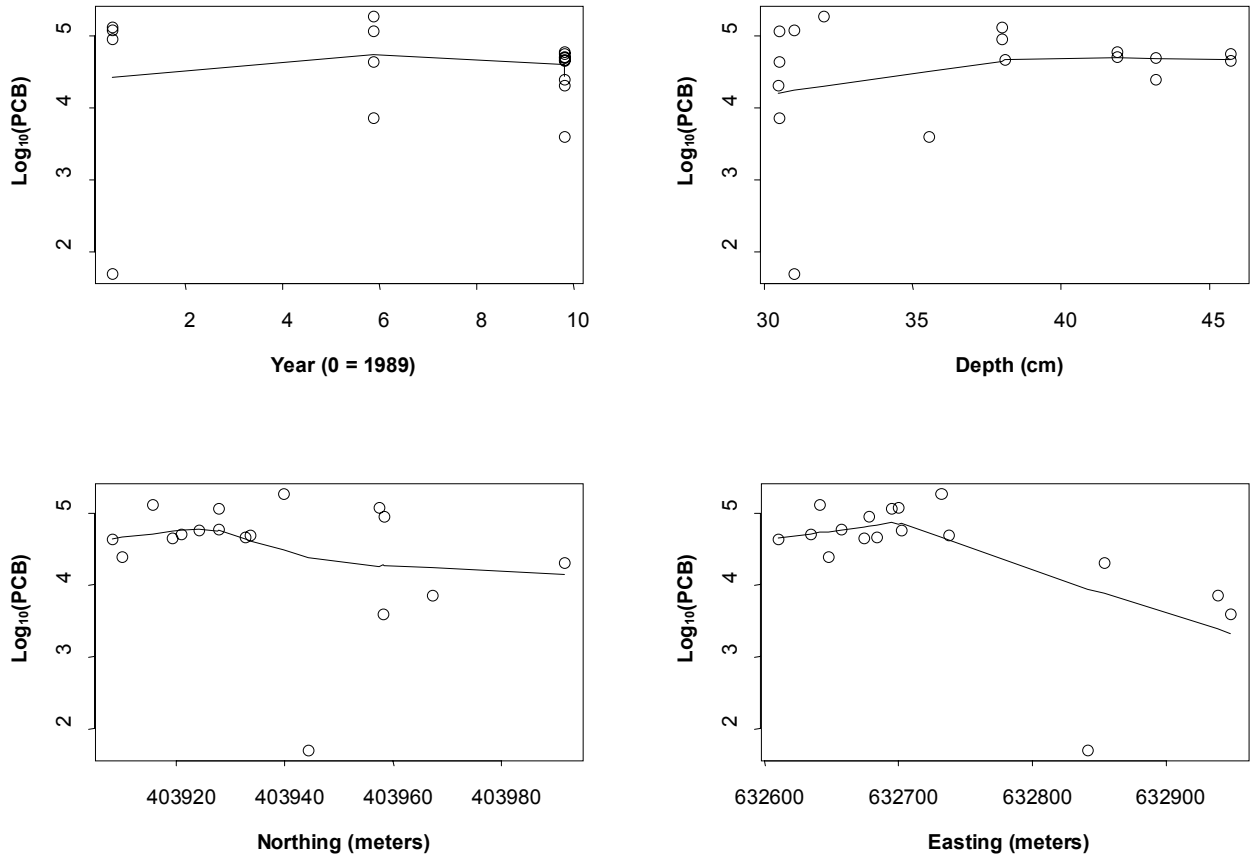 Log₁₀(PCB)
5
4
3
2
2 4 6 8 10
Year (0 = 1989)
Log₁₀(PCB)
5
4
3
2
30 35 40 45
Depth (cm)
Log₁₀(PCB)
5
4
3
2
403920 403940 403960 403980
Northing (meters)
Log₁₀(PCB)
5
4
3
2
632600 632700 632800 632900
Easting (meters)